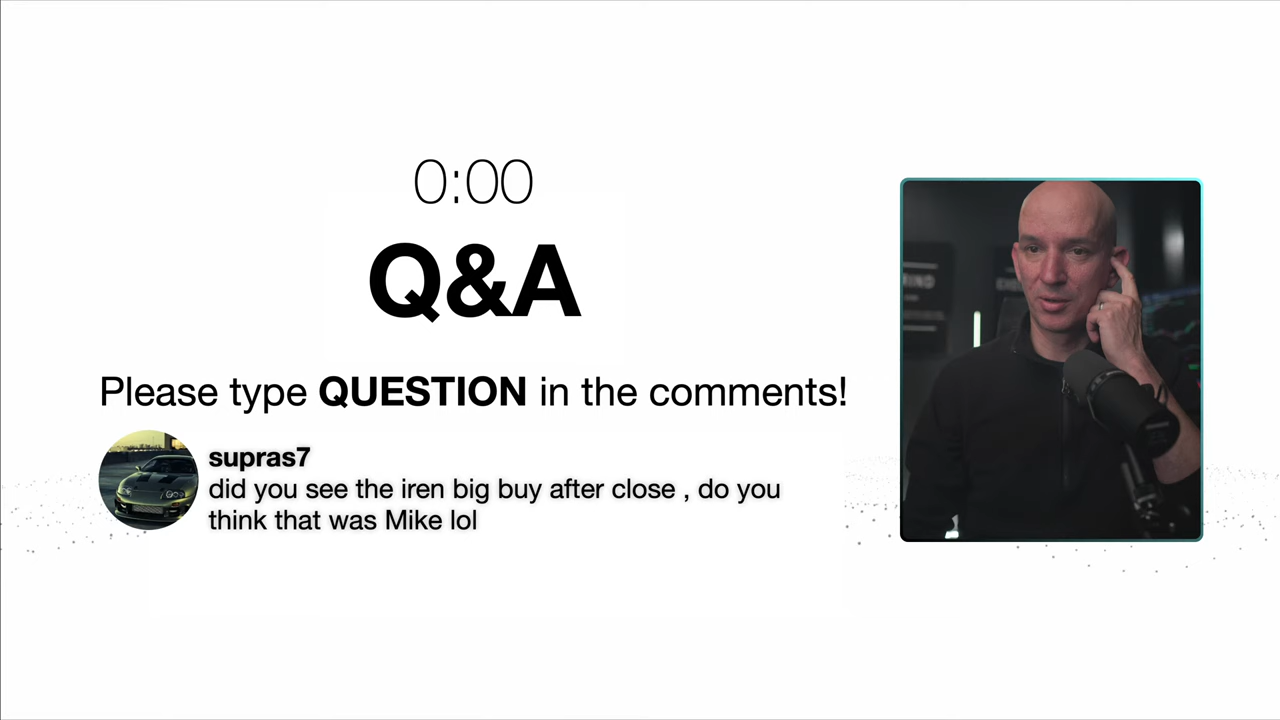 0:00
Q&A
Please type QUESTION in the comments!
supras7
did you see the iren big buy after close , do you
think that was Mike lol